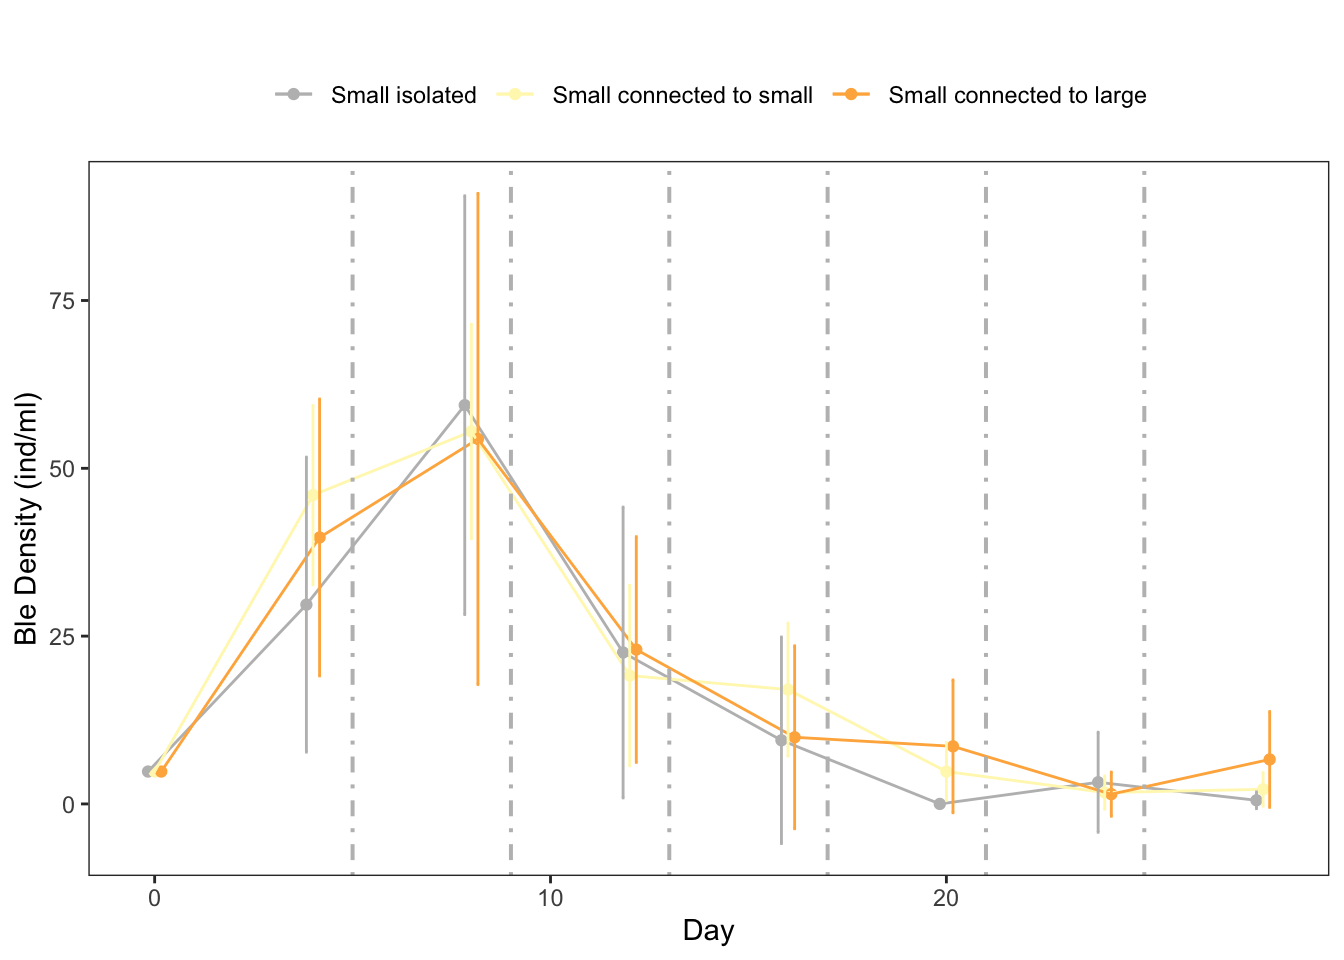 Small isolated Small connected to small Small connected to large
Ble Density (ind/ml)
75
50
25
0
0 10 20
Day